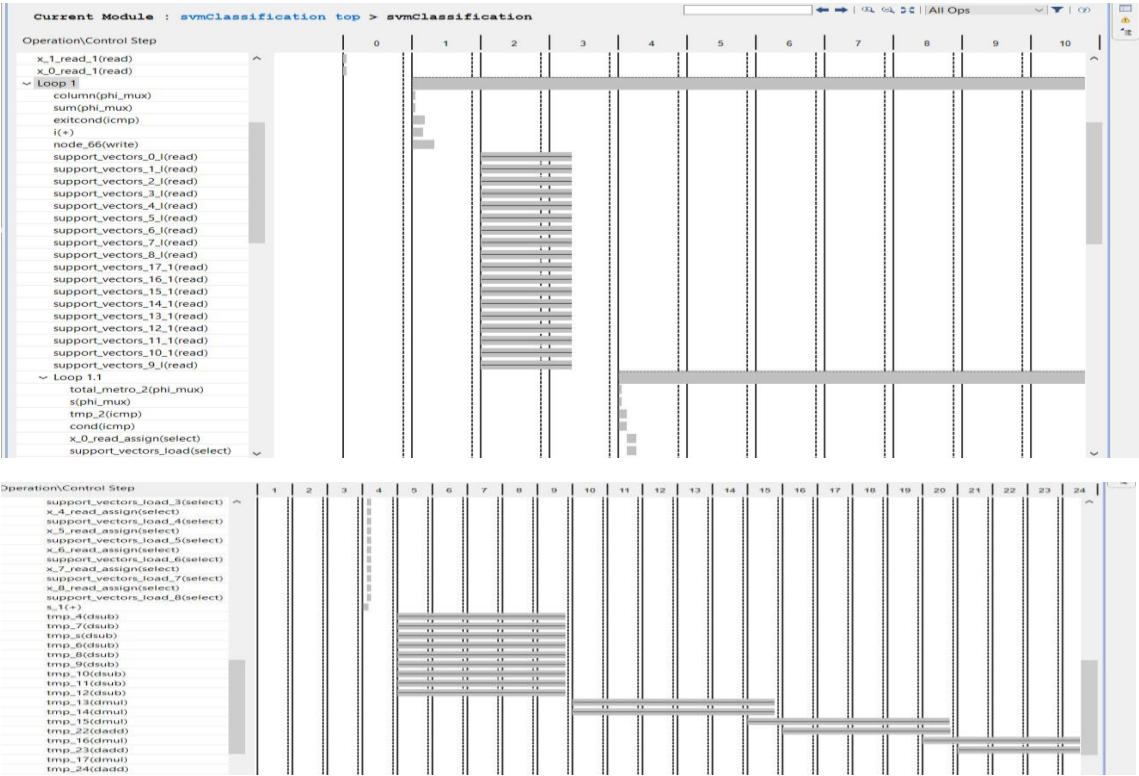 Current Module : svmClassification top > svmClassification
All Ops
Operation\Control Step 0 1 2 3 4 5 6 7 8 9 10
x_1_read_1(read)
x_0_read_1(read)
Loop 1
column(phi_mux)
sum(phi_mux)
exitcond(icmp)
i(+)
node_66(write)
support_vectors_0_l(read)
support_vectors_1_l(read)
support_vectors_2_l(read)
support_vectors_3_l(read)
support_vectors_4_l(read)
support_vectors_5_l(read)
support_vectors_6_l(read)
support_vectors_7_l(read)
support_vectors_8_l(read)
support_vectors_17_1(read)
support_vectors_16_1(read)
support_vectors_15_1(read)
support_vectors_14_1(read)
support_vectors_13_1(read)
support_vectors_12_1(read)
support_vectors_11_1(read)
support_vectors_10_1(read)
support_vectors_9_l(read)
Loop 1.1
total_metro_2(phi_mux)
s(phi_mux)
tmp_2(icmp)
cond(icmp)
x_0_read_assign(select)
support_vectors_load(select)
Operation\Control Step 1 2 3 4 5 6 7 8 9 10 11 12 13 14 15 16 17 18 19 20 21 22 23 24
support_vectors_load_3(select)
x_4_read_assign(select)
support_vectors_load_4(select)
x_5_read_assign(select)
support_vectors_load_5(select)
x_6_read_assign(select)
support_vectors_load_6(select)
x_7_read_assign(select)
support_vectors_load_7(select)
x_8_read_assign(select)
support_vectors_load_8(select)
s_1(+)
tmp_4(dsub)
tmp_7(dsub)
tmp_s(dsub)
tmp_6(dsub)
tmp_8(dsub)
tmp_9(dsub)
tmp_10(dsub)
tmp_11(dsub)
tmp_12(dsub)
tmp_13(dmul)
tmp_14(dmul)
tmp_15(dmul)
tmp_22(dadd)
tmp_16(dmul)
tmp_23(dadd)
tmp_17(dmul)
tmp_24(dadd)